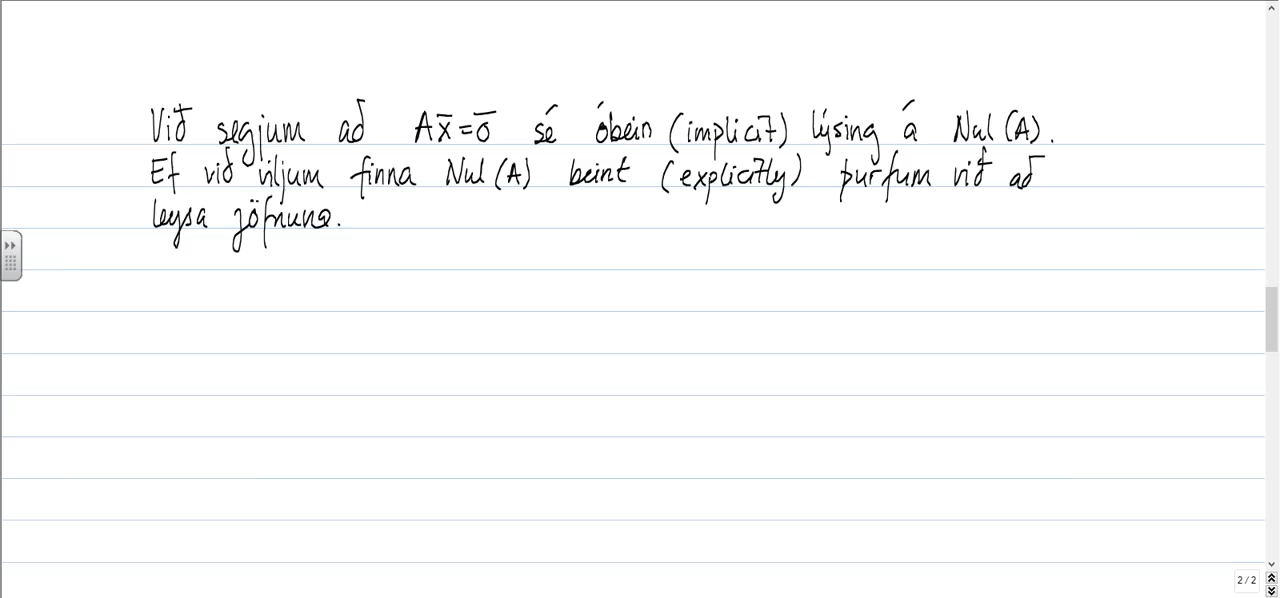 Við segjum að Ax̄=ō sé óbein (implicit) lýsing á Nul(A).
Ef við viljum finna Nul(A) beint (explicitly) þurfum við að
leysa jöfnuna.
2/2